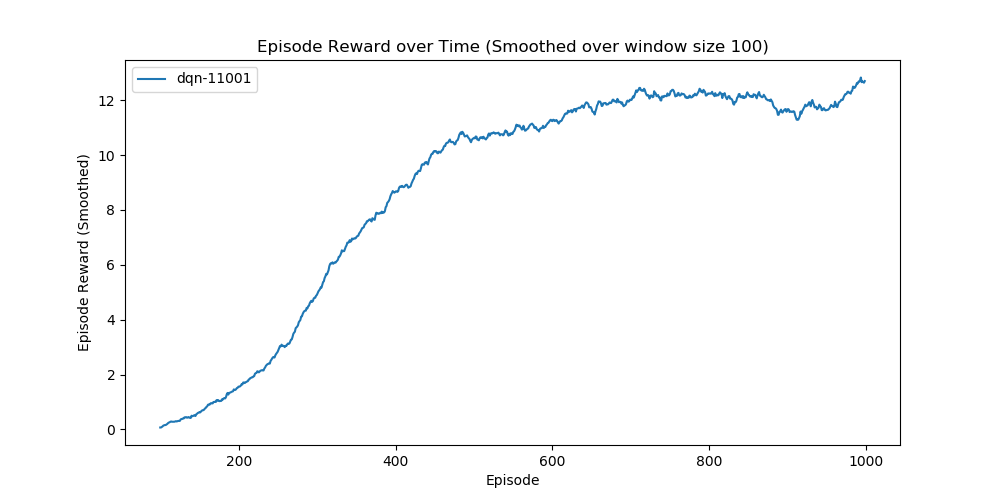 Episode Reward over Time (Smoothed over window size 100)
dqn-11001
Episode Reward (Smoothed)
12
10
8
6
4
2
0
200 400 600 800 1000
Episode